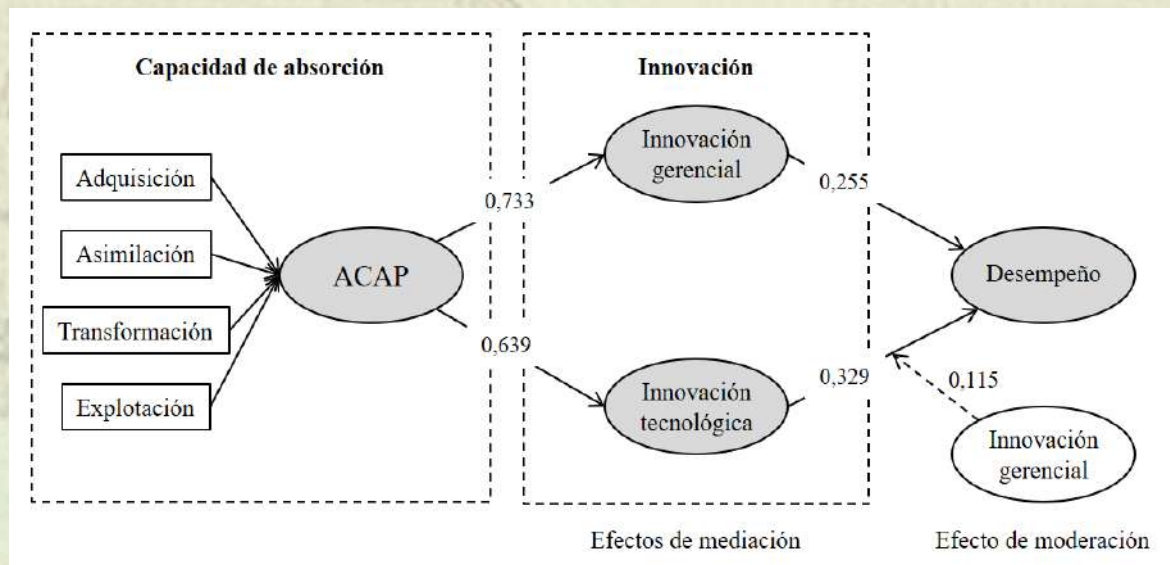 Capacidad de absorción
Innovación
Adquisición
Asimilación
Transformación
Explotación
ACAP
0,733
0,639
Innovación
gerencial
Innovación
tecnológica
0,255
0,329
Desempeño
0,115
Innovación
gerencial
Efectos de mediación
Efecto de moderación